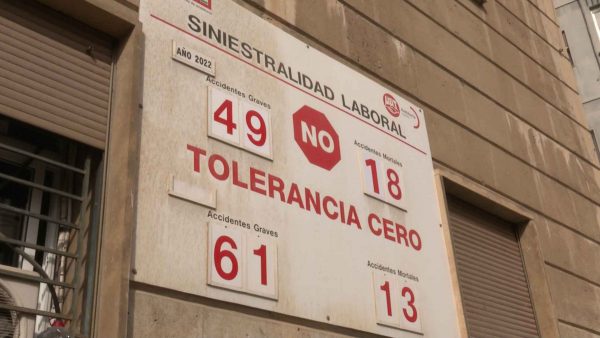 SINIESTRALIDAD LABORAL
AÑO 2022
UGT
Accidentes Graves
49
NO
Accidentes Mortales
18
TOLERANCIA CERO
Accidentes Graves
61
Accidentes Mortales
13